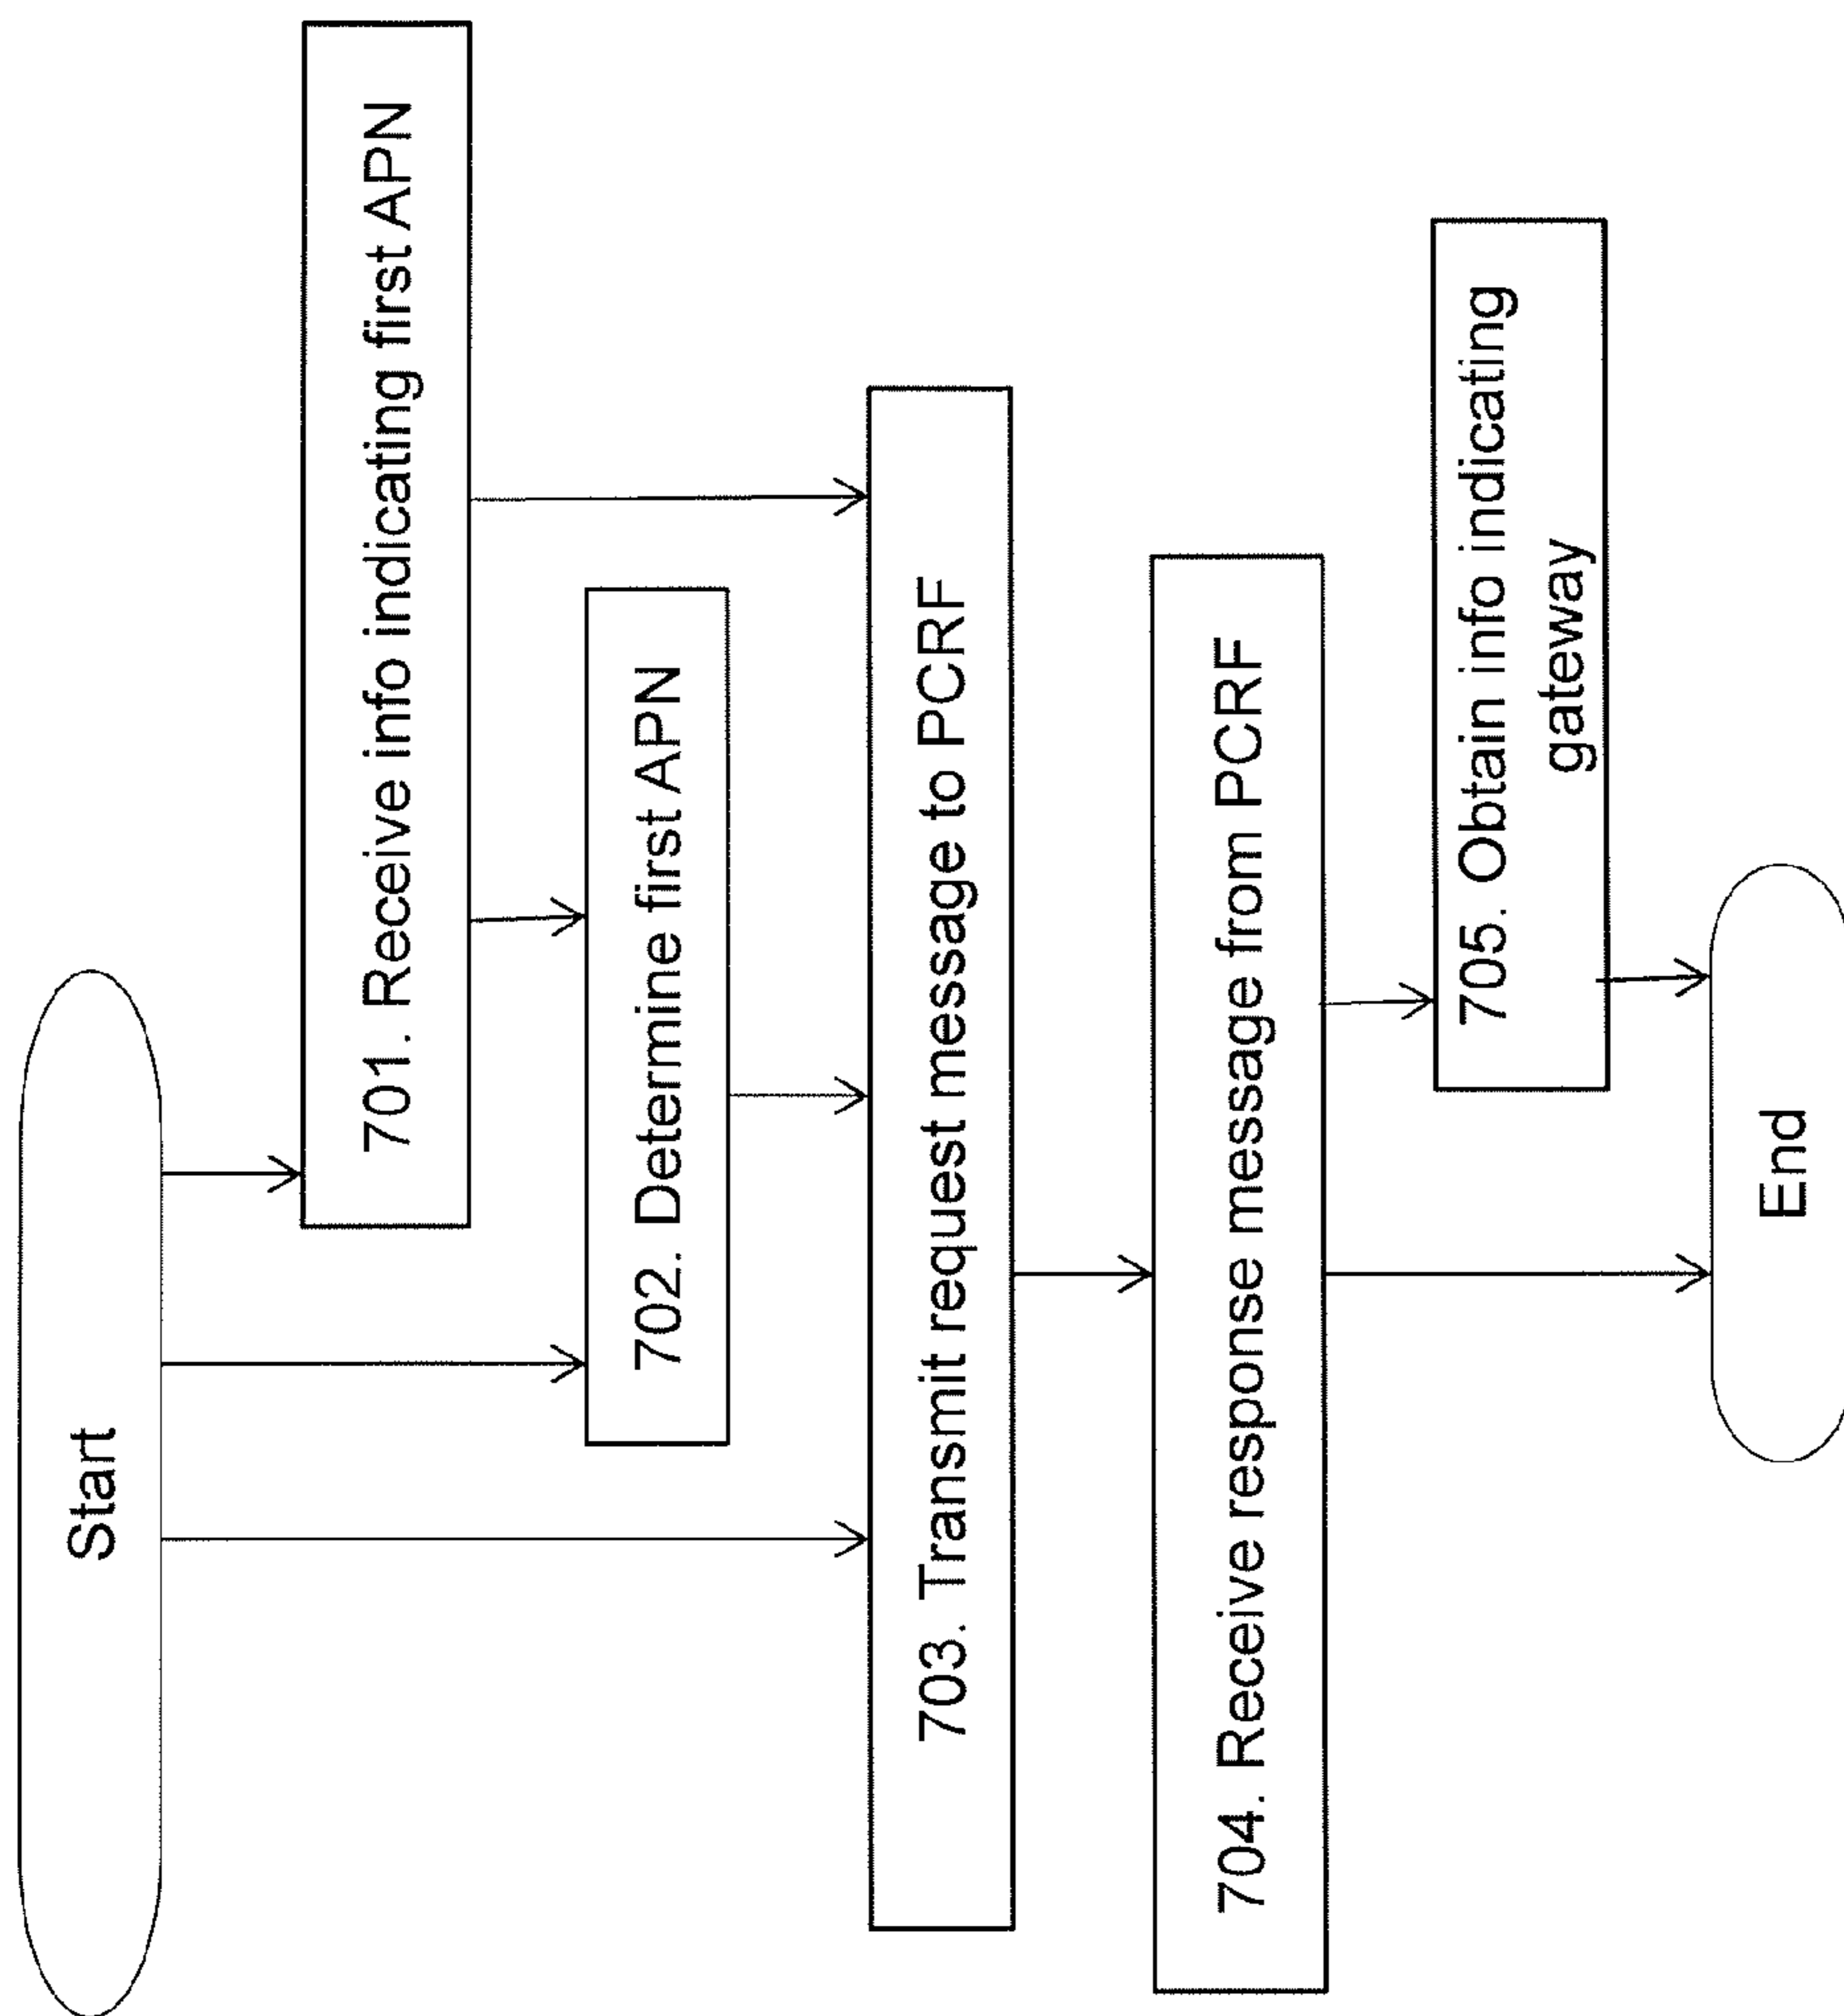 Start
701. Receive info indicating first APN
702. Determine first APN
703. Transmit request message to PCRF
704. Receive response message from PCRF
705. Obtain info indicating
gateway
End